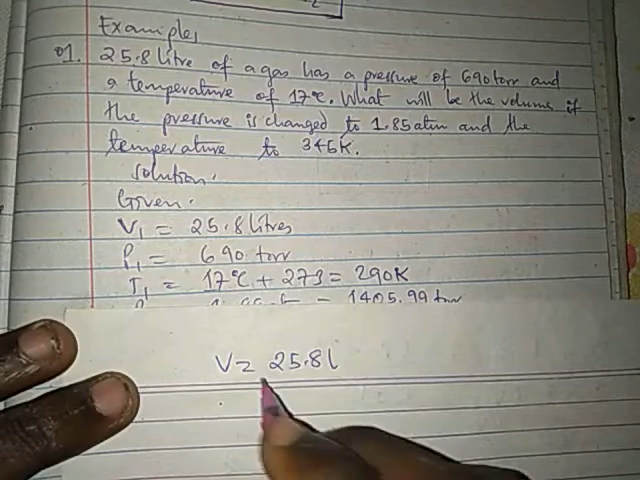 Examples
01. 25.8 litre of a gas has a pressure of 690 torr and
a temperature of 17°C. What will be the volume if
the pressure is changed to 1.85 atm and the
temperature to 345K.
Solution.
Given.
V₁ = 25.8 litres
P₁ = 690 torr
T₁ = 17°C + 273 = 290K
= 1405.99 torr
V = 25.8 l